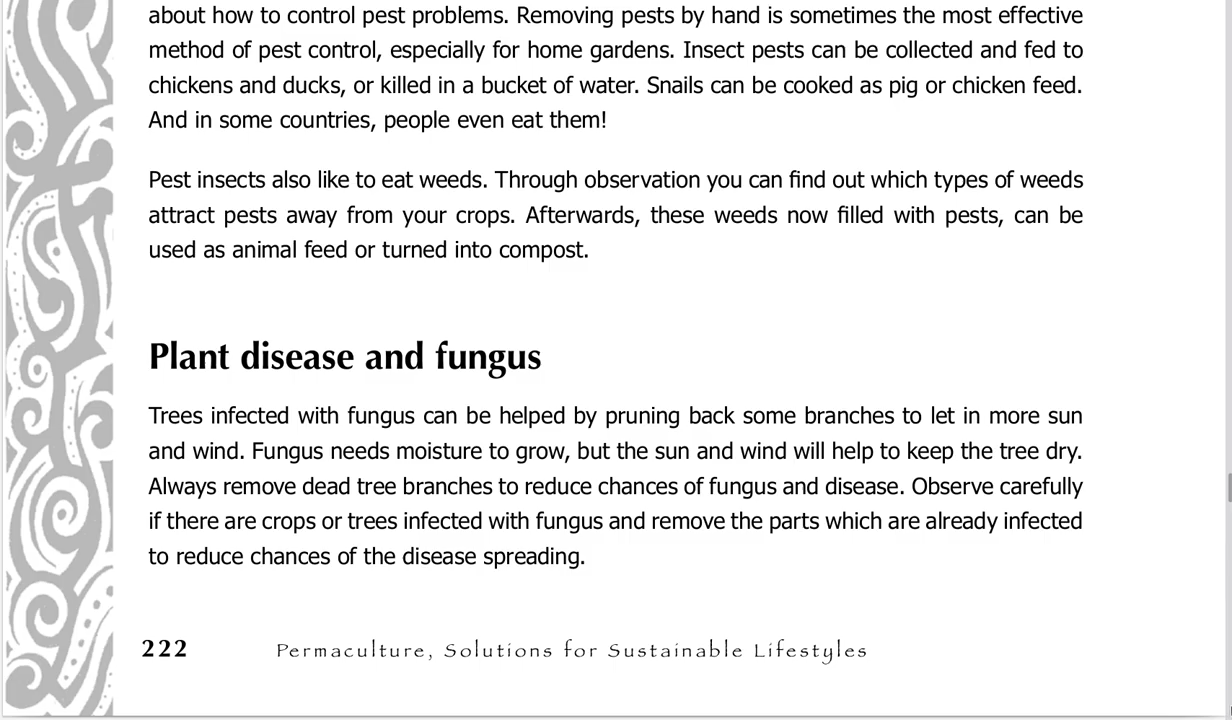 about how to control pest problems. Removing pests by hand is sometimes the most effective
method of pest control, especially for home gardens. Insect pests can be collected and fed to
chickens and ducks, or killed in a bucket of water. Snails can be cooked as pig or chicken feed.
And in some countries, people even eat them!
Pest insects also like to eat weeds. Through observation you can find out which types of weeds
attract pests away from your crops. Afterwards, these weeds now filled with pests, can be
used as animal feed or turned into compost.
Plant disease and fungus
Trees infected with fungus can be helped by pruning back some branches to let in more sun
and wind. Fungus needs moisture to grow, but the sun and wind will help to keep the tree dry.
Always remove dead tree branches to reduce chances of fungus and disease. Observe carefully
if there are crops or trees infected with fungus and remove the parts which are already infected
to reduce chances of the disease spreading.
222 Permaculture, Solutions for Sustainable Lifestyles